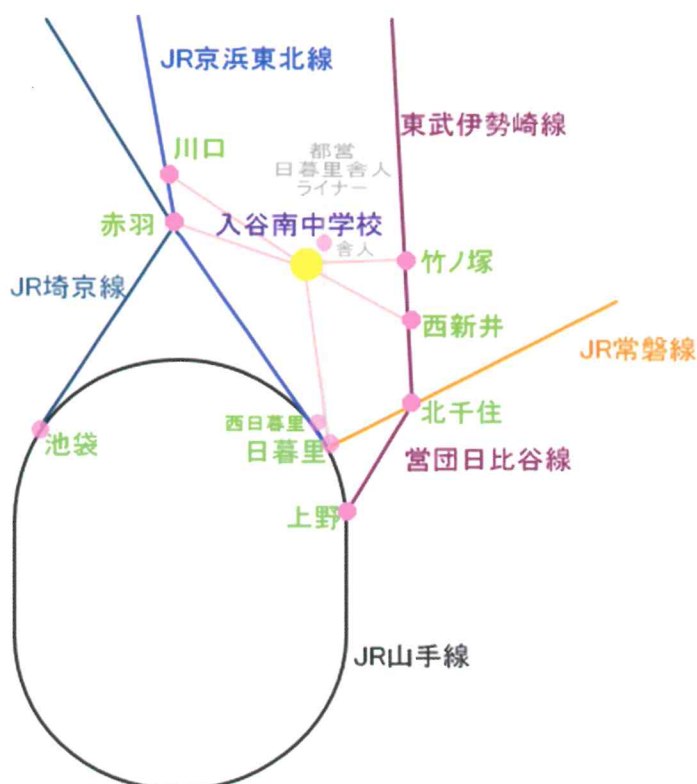 JR京浜東北線
東武伊勢崎線
川口
都営
日暮里舎人
ライナー
赤羽
入谷南中学校
舎人
竹ノ塚
JR埼京線
西新井
JR常磐線
北千住
西日暮里
池袋
日暮里
営団日比谷線
上野
JR山手線